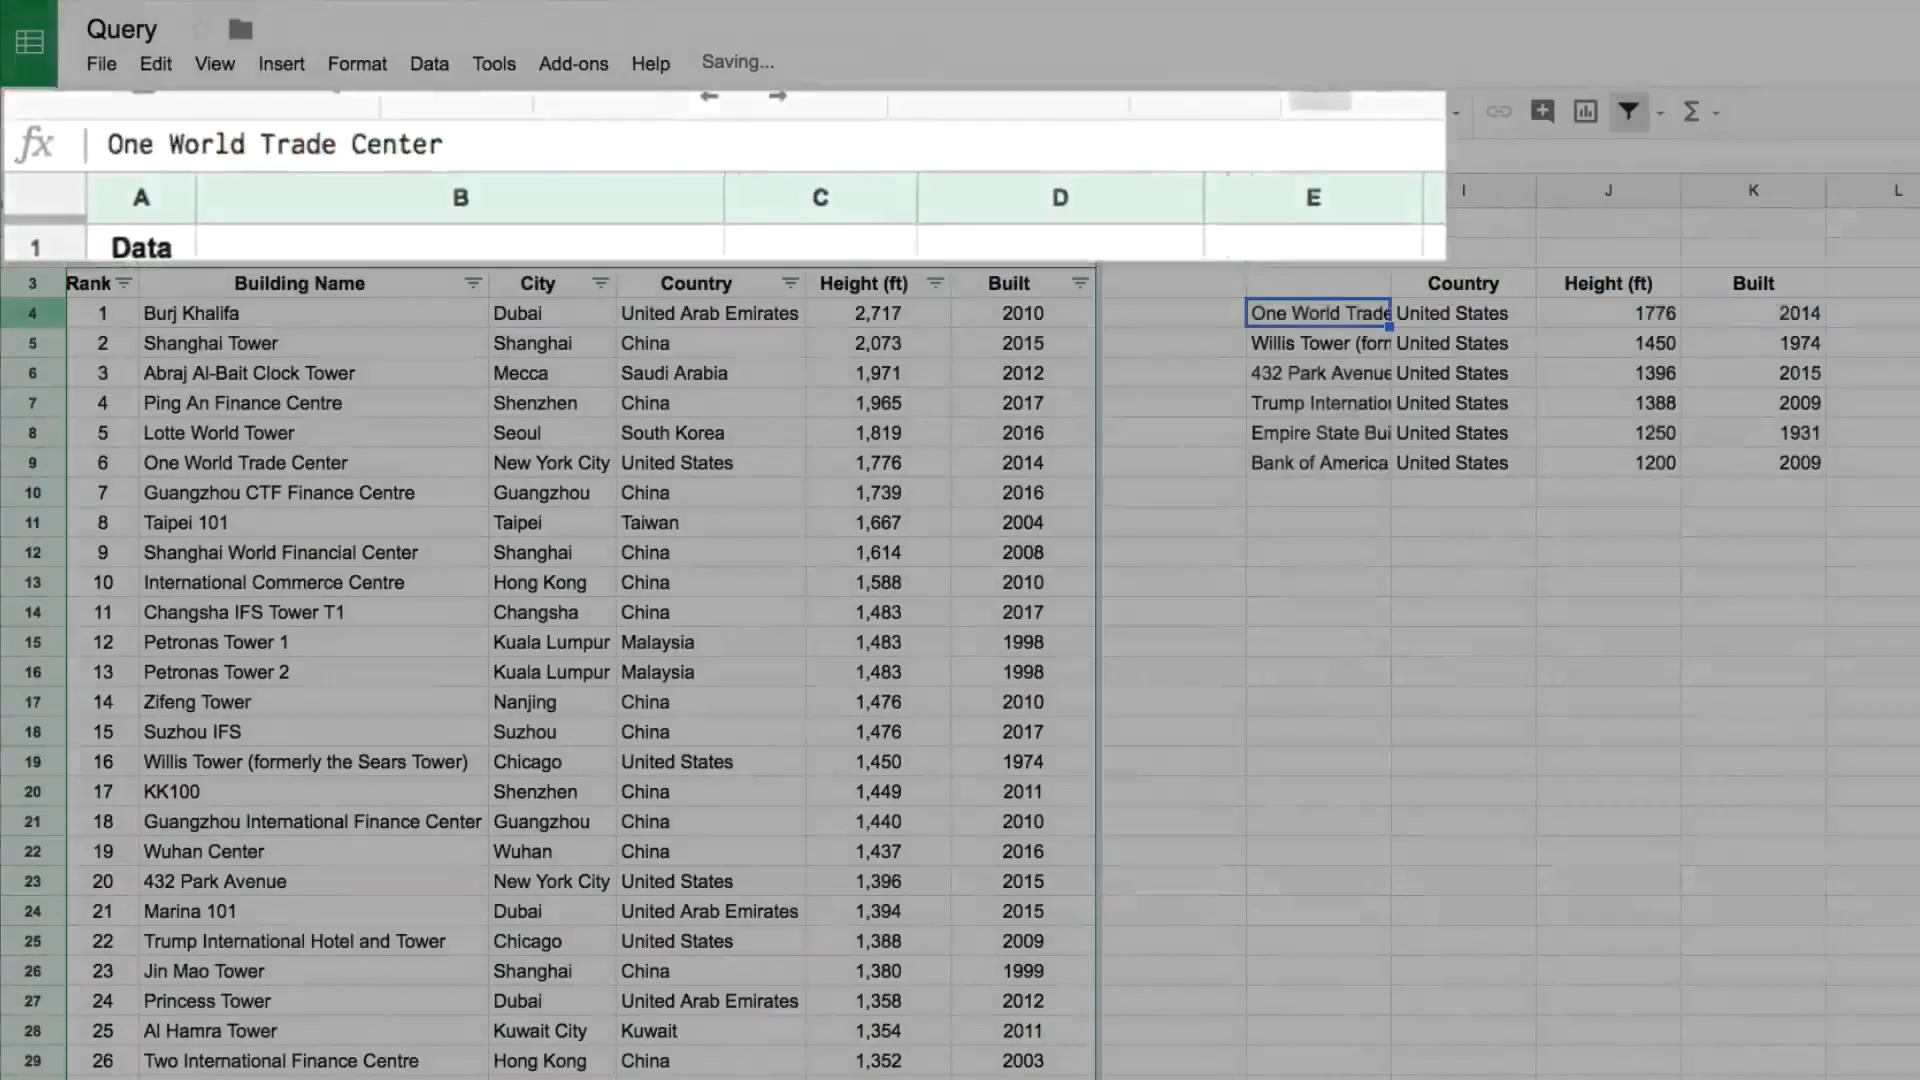 Query
File Edit View Insert Format Data Tools Add-ons Help Saving...
fx One World Trade Center
A B C D E I J K L
1 Data
3 Rank Building Name City Country Height (ft) Built Country Height (ft) Built
4 1 Burj Khalifa Dubai United Arab Emirates 2,717 2010 One World Trade United States 1776 2014
5 2 Shanghai Tower Shanghai China 2,073 2015 Willis Tower (forn United States 1450 1974
6 3 Abraj Al-Bait Clock Tower Mecca Saudi Arabia 1,971 2012 432 Park Avenue United States 1396 2015
7 4 Ping An Finance Centre Shenzhen China 1,965 2017 Trump Internation United States 1388 2009
8 5 Lotte World Tower Seoul South Korea 1,819 2016 Empire State Bui United States 1250 1931
9 6 One World Trade Center New York City United States 1,776 2014 Bank of America United States 1200 2009
10 7 Guangzhou CTF Finance Centre Guangzhou China 1,739 2016
11 8 Taipei 101 Taipei Taiwan 1,667 2004
12 9 Shanghai World Financial Center Shanghai China 1,614 2008
13 10 International Commerce Centre Hong Kong China 1,588 2010
14 11 Changsha IFS Tower T1 Changsha China 1,483 2017
15 12 Petronas Tower 1 Kuala Lumpur Malaysia 1,483 1998
16 13 Petronas Tower 2 Kuala Lumpur Malaysia 1,483 1998
17 14 Zifeng Tower Nanjing China 1,476 2010
18 15 Suzhou IFS Suzhou China 1,476 2017
19 16 Willis Tower (formerly the Sears Tower) Chicago United States 1,450 1974
20 17 KK100 Shenzhen China 1,449 2011
21 18 Guangzhou International Finance Center Guangzhou China 1,440 2010
22 19 Wuhan Center Wuhan China 1,437 2016
23 20 432 Park Avenue New York City United States 1,396 2015
24 21 Marina 101 Dubai United Arab Emirates 1,394 2015
25 22 Trump International Hotel and Tower Chicago United States 1,388 2009
26 23 Jin Mao Tower Shanghai China 1,380 1999
27 24 Princess Tower Dubai United Arab Emirates 1,358 2012
28 25 Al Hamra Tower Kuwait City Kuwait 1,354 2011
29 26 Two International Finance Centre Hong Kong China 1,352 2003